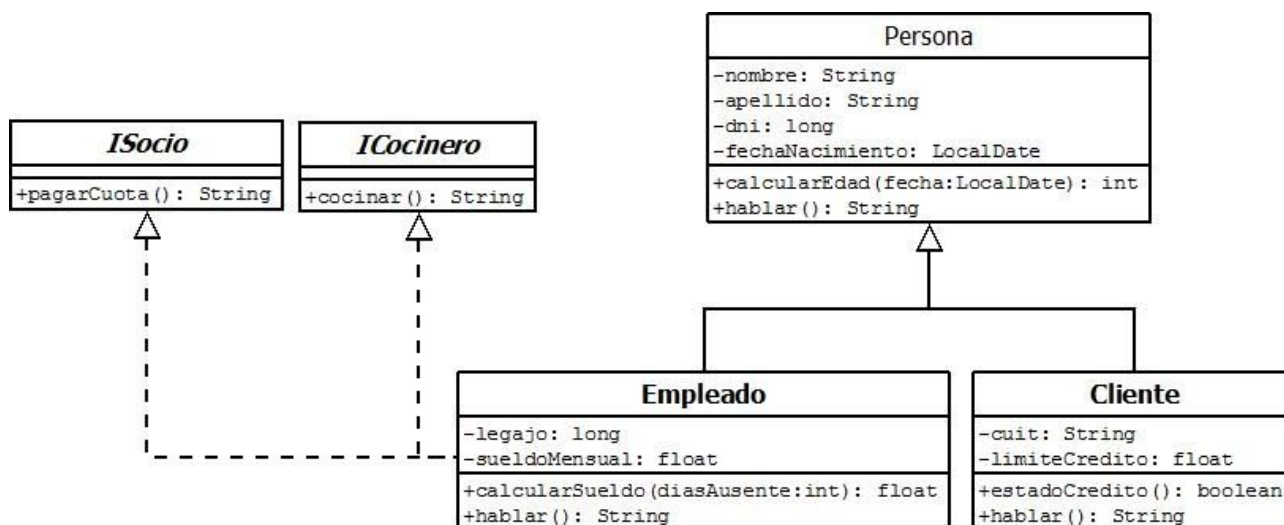 Persona
-nombre: String
-apellido: String
-dni: long
-fechaNacimiento: LocalDate
+calcularEdad(fecha:LocalDate): int
+hablar(): String
ISocio
+pagarCuota(): String
ICocinero
+cocinar(): String
Empleado
-legajo: long
-sueldoMensual: float
+calcularSueldo(diasAusente:int): float
+hablar(): String
Cliente
-cuit: String
-limiteCredito: float
+estadoCredito(): boolean
+hablar(): String